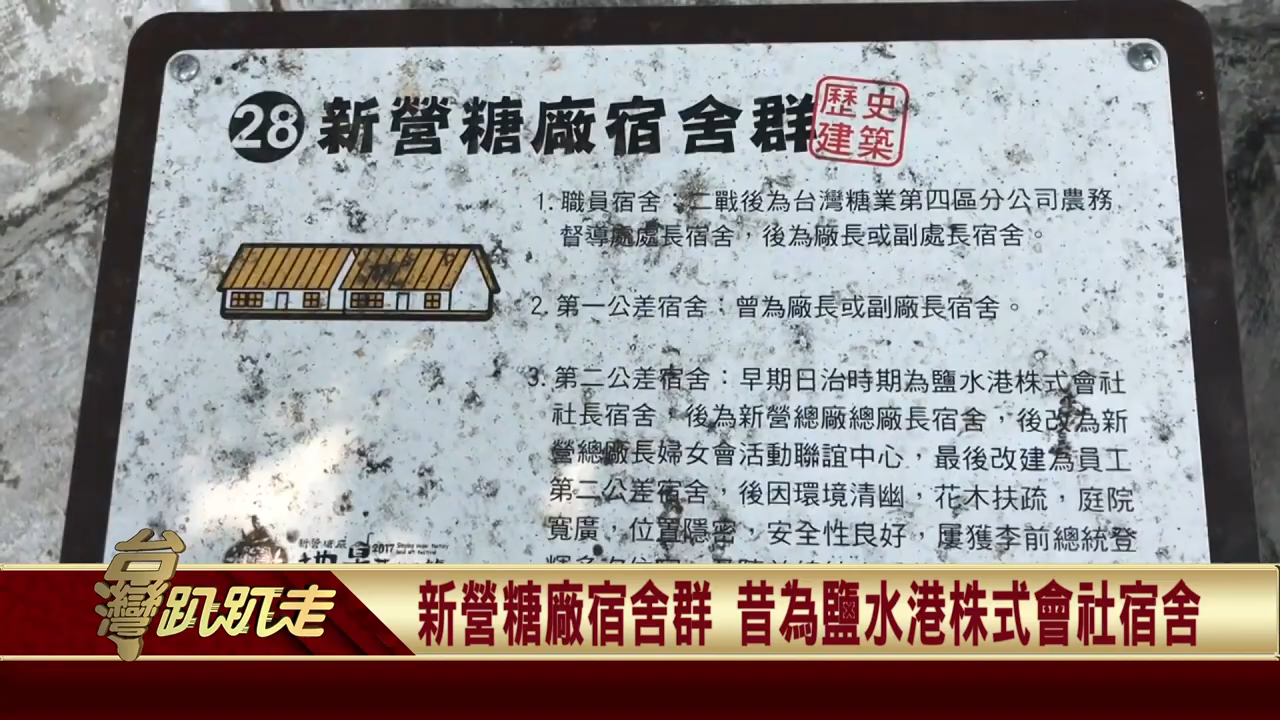 28 新營糖廠宿舍群
歷史
建築
1. 職員宿舍：二戰後為台灣糖業第四區分公司農務
督導處處長宿舍，後為廠長或副處長宿舍。
2. 第一公差宿舍：曾為廠長或副廠長宿舍。
3. 第二公差宿舍：早期日治時期為鹽水港株式會社
社長宿舍，後為新營總廠總廠長宿舍，後改為新
營總廠長婦女會活動聯誼中心，最後改建為員工
第二公差宿舍，後因環境清幽，花木扶疏，庭院
寬廣，位置隱密，安全性良好，屢獲李前總統登
新營糖廠
2017
台灣趴趴走
新營糖廠宿舍群 昔為鹽水港株式會社宿舍